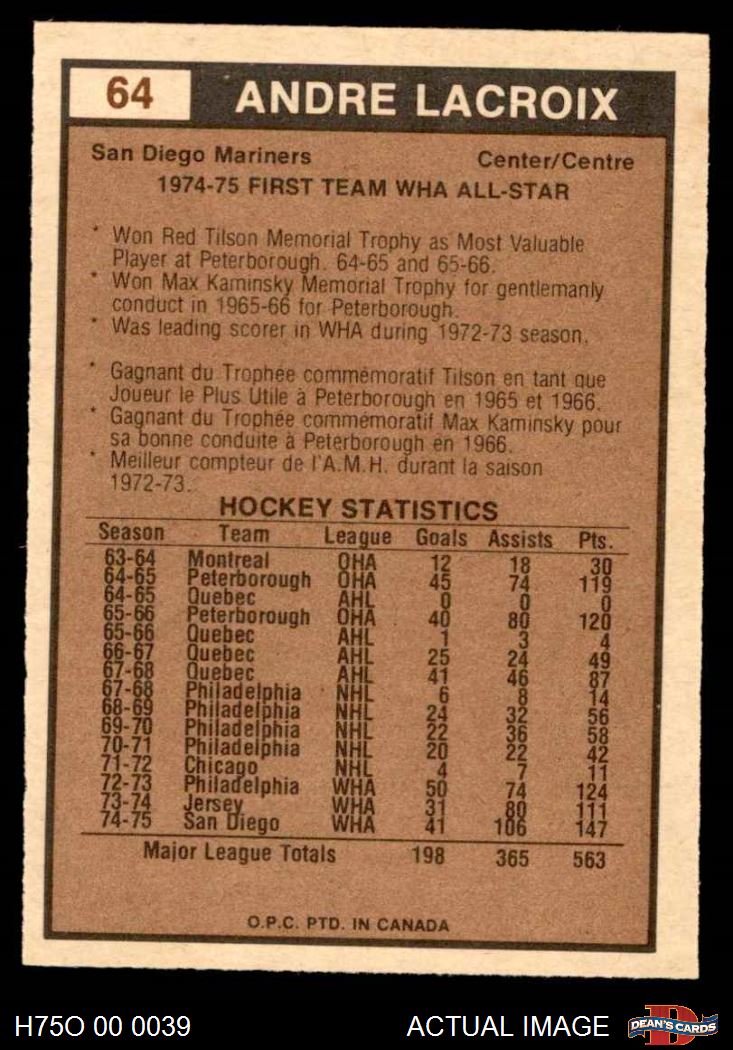 64 ANDRE LACROIX
San Diego Mariners Center/Centre
1974-75 FIRST TEAM WHA ALL-STAR
* Won Red Tilson Memorial Trophy as Most Valuable
Player at Peterborough. 64-65 and 65-66.
* Won Max Kaminsky Memorial Trophy for gentlemanly
conduct in 1965-66 for Peterborough.
* Was leading scorer in WHA during 1972-73 season.
* Gagnant du Trophée commémoratif Tilson en tant que
Joueur le Plus Utile à Peterborough en 1965 et 1966.
* Gagnant du Trophée commémoratif Max Kaminsky pour
sa bonne conduite à Peterborough en 1966.
* Meilleur compteur de l'A.M.H. durant la saison
1972-73.
HOCKEY STATISTICS
Season Team League Goals Assists Pts.
63-64 Montreal OHA 12 18 30
64-65 Peterborough OHA 45 74 119
64-65 Quebec AHL 0 0 0
65-66 Peterborough OHA 40 80 120
65-66 Quebec AHL 1 3 4
66-67 Quebec AHL 25 24 49
67-68 Quebec AHL 41 46 87
67-68 Philadelphia NHL 6 8 14
68-69 Philadelphia NHL 24 32 56
69-70 Philadelphia NHL 22 36 58
70-71 Philadelphia NHL 20 22 42
71-72 Chicago NHL 4 7 11
72-73 Philadelphia WHA 50 74 124
73-74 Jersey WHA 31 80 111
74-75 San Diego WHA 41 106 147
Major League Totals 198 365 563
O.P.C. PTD. IN CANADA
H75O 00 0039 ACTUAL IMAGE D DEAN'S CARDS